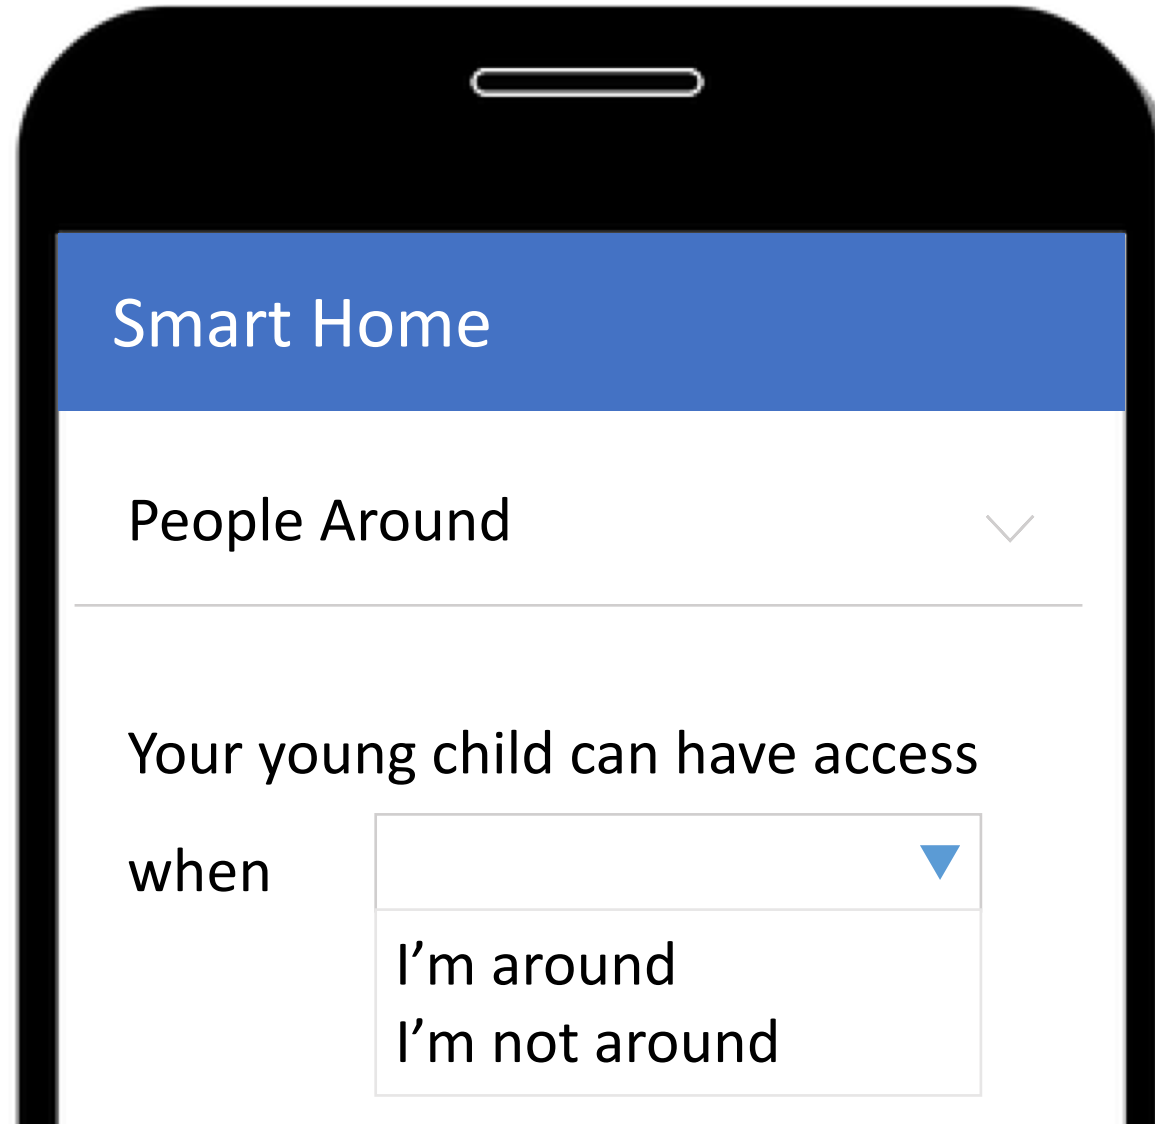 Smart Home
People Around
Your young child can have access
when
I’m around
I’m not around